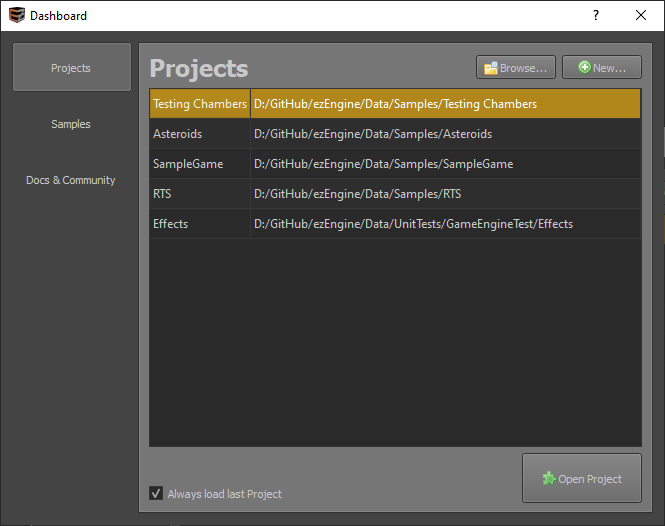 Dashboard
?
Projects
Samples
Docs & Community
Projects
Browse...
New...
Testing Chambers D:/GitHub/ezEngine/Data/Samples/Testing Chambers
Asteroids D:/GitHub/ezEngine/Data/Samples/Asteroids
SampleGame D:/GitHub/ezEngine/Data/Samples/SampleGame
RTS D:/GitHub/ezEngine/Data/Samples/RTS
Effects D:/GitHub/ezEngine/Data/UnitTests/GameEngineTest/Effects
Always load last Project
Open Project